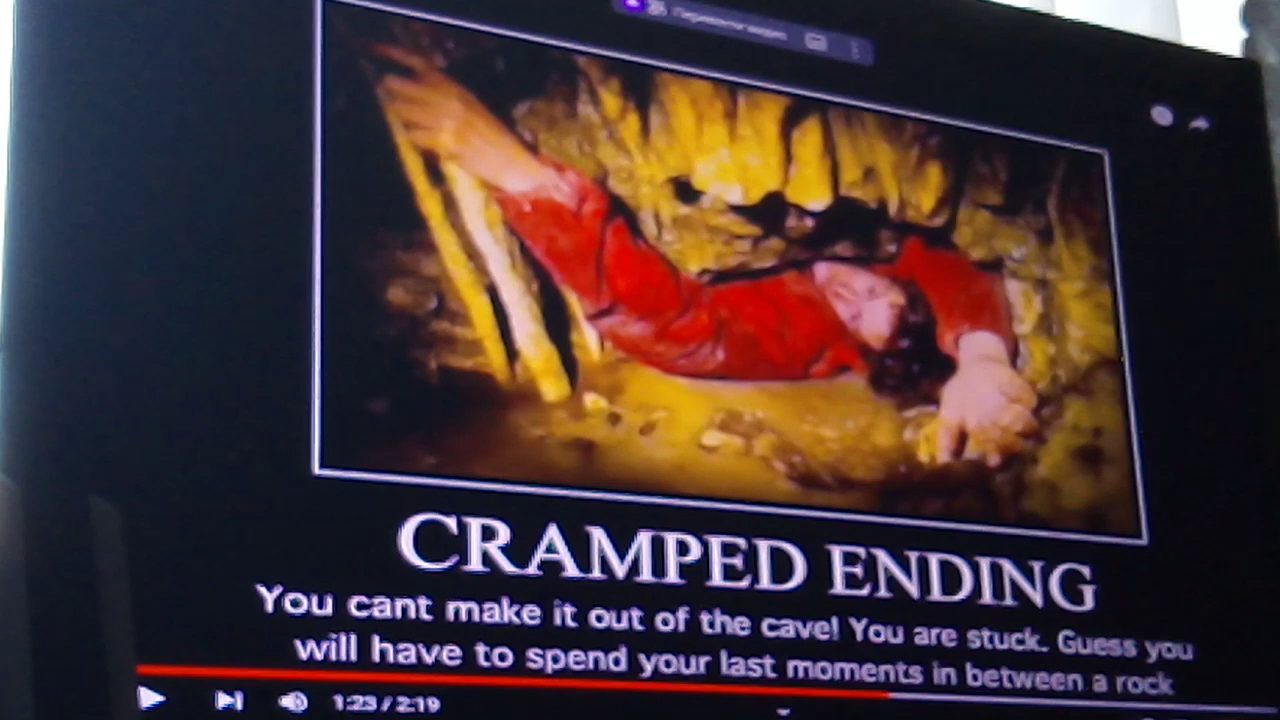 CRAMPED ENDING
You cant make it out of the cave! You are stuck. Guess you
will have to spend your last moments in between a rock
1:23 / 2:19